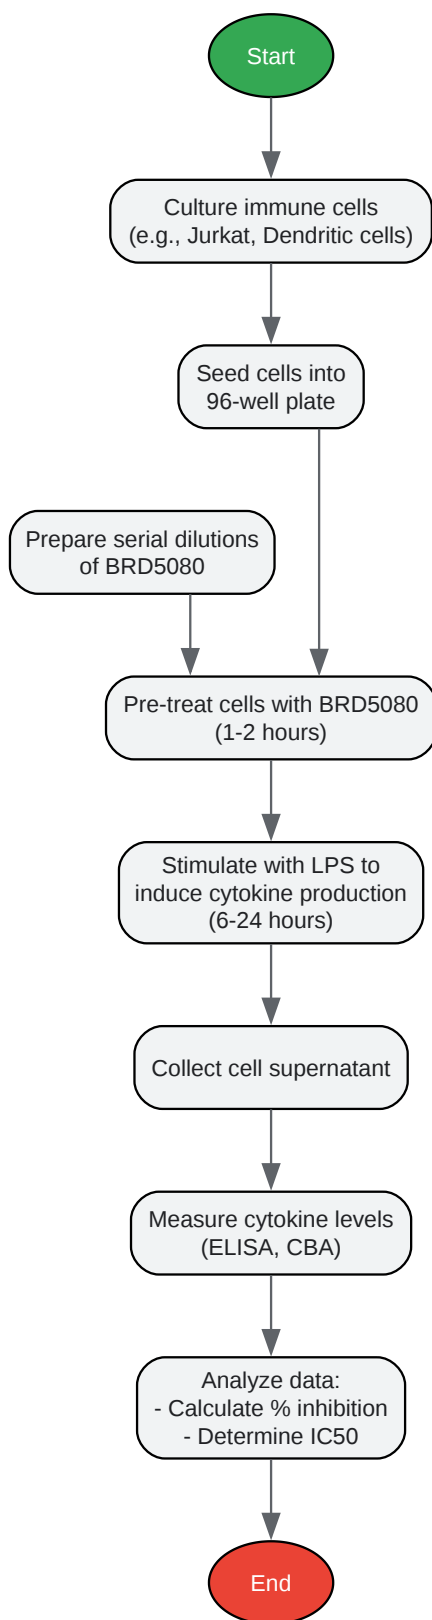 Start
Culture immune cells
(e.g., Jurkat, Dendritic cells)
Seed cells into
96-well plate
Prepare serial dilutions
of BRD5080
Pre-treat cells with BRD5080
(1-2 hours)
Stimulate with LPS to
induce cytokine production
(6-24 hours)
Collect cell supernatant
Measure cytokine levels
(ELISA, CBA)
Analyze data:
- Calculate % inhibition
- Determine IC50
End